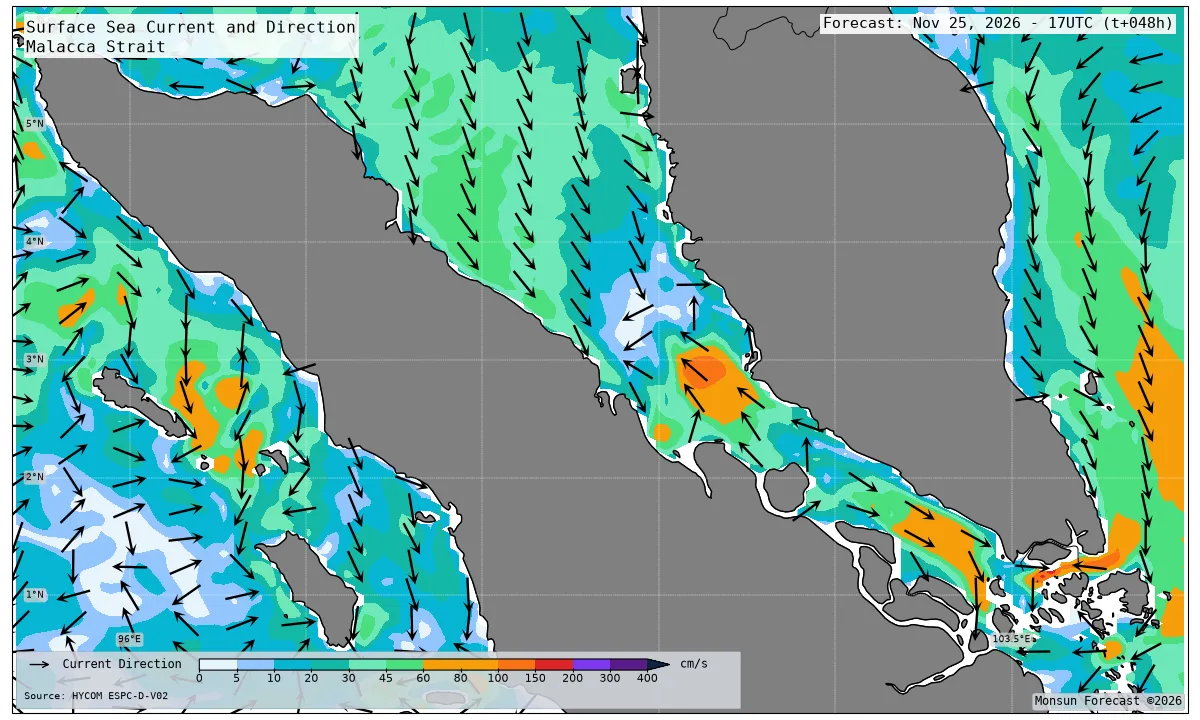 Surface Sea Current and Direction
Malacca Strait
Forecast: Nov 25, 2026 - 17UTC (t+048h)
5°N
4°N
3°N
2°N
1°N
96°E
103.5°E
Current Direction
0 5 10 20 30 45 60 80 100 150 200 300 400
cm/s
Source: HYCOM ESPC-D-V02
Monsun Forecast ©2026